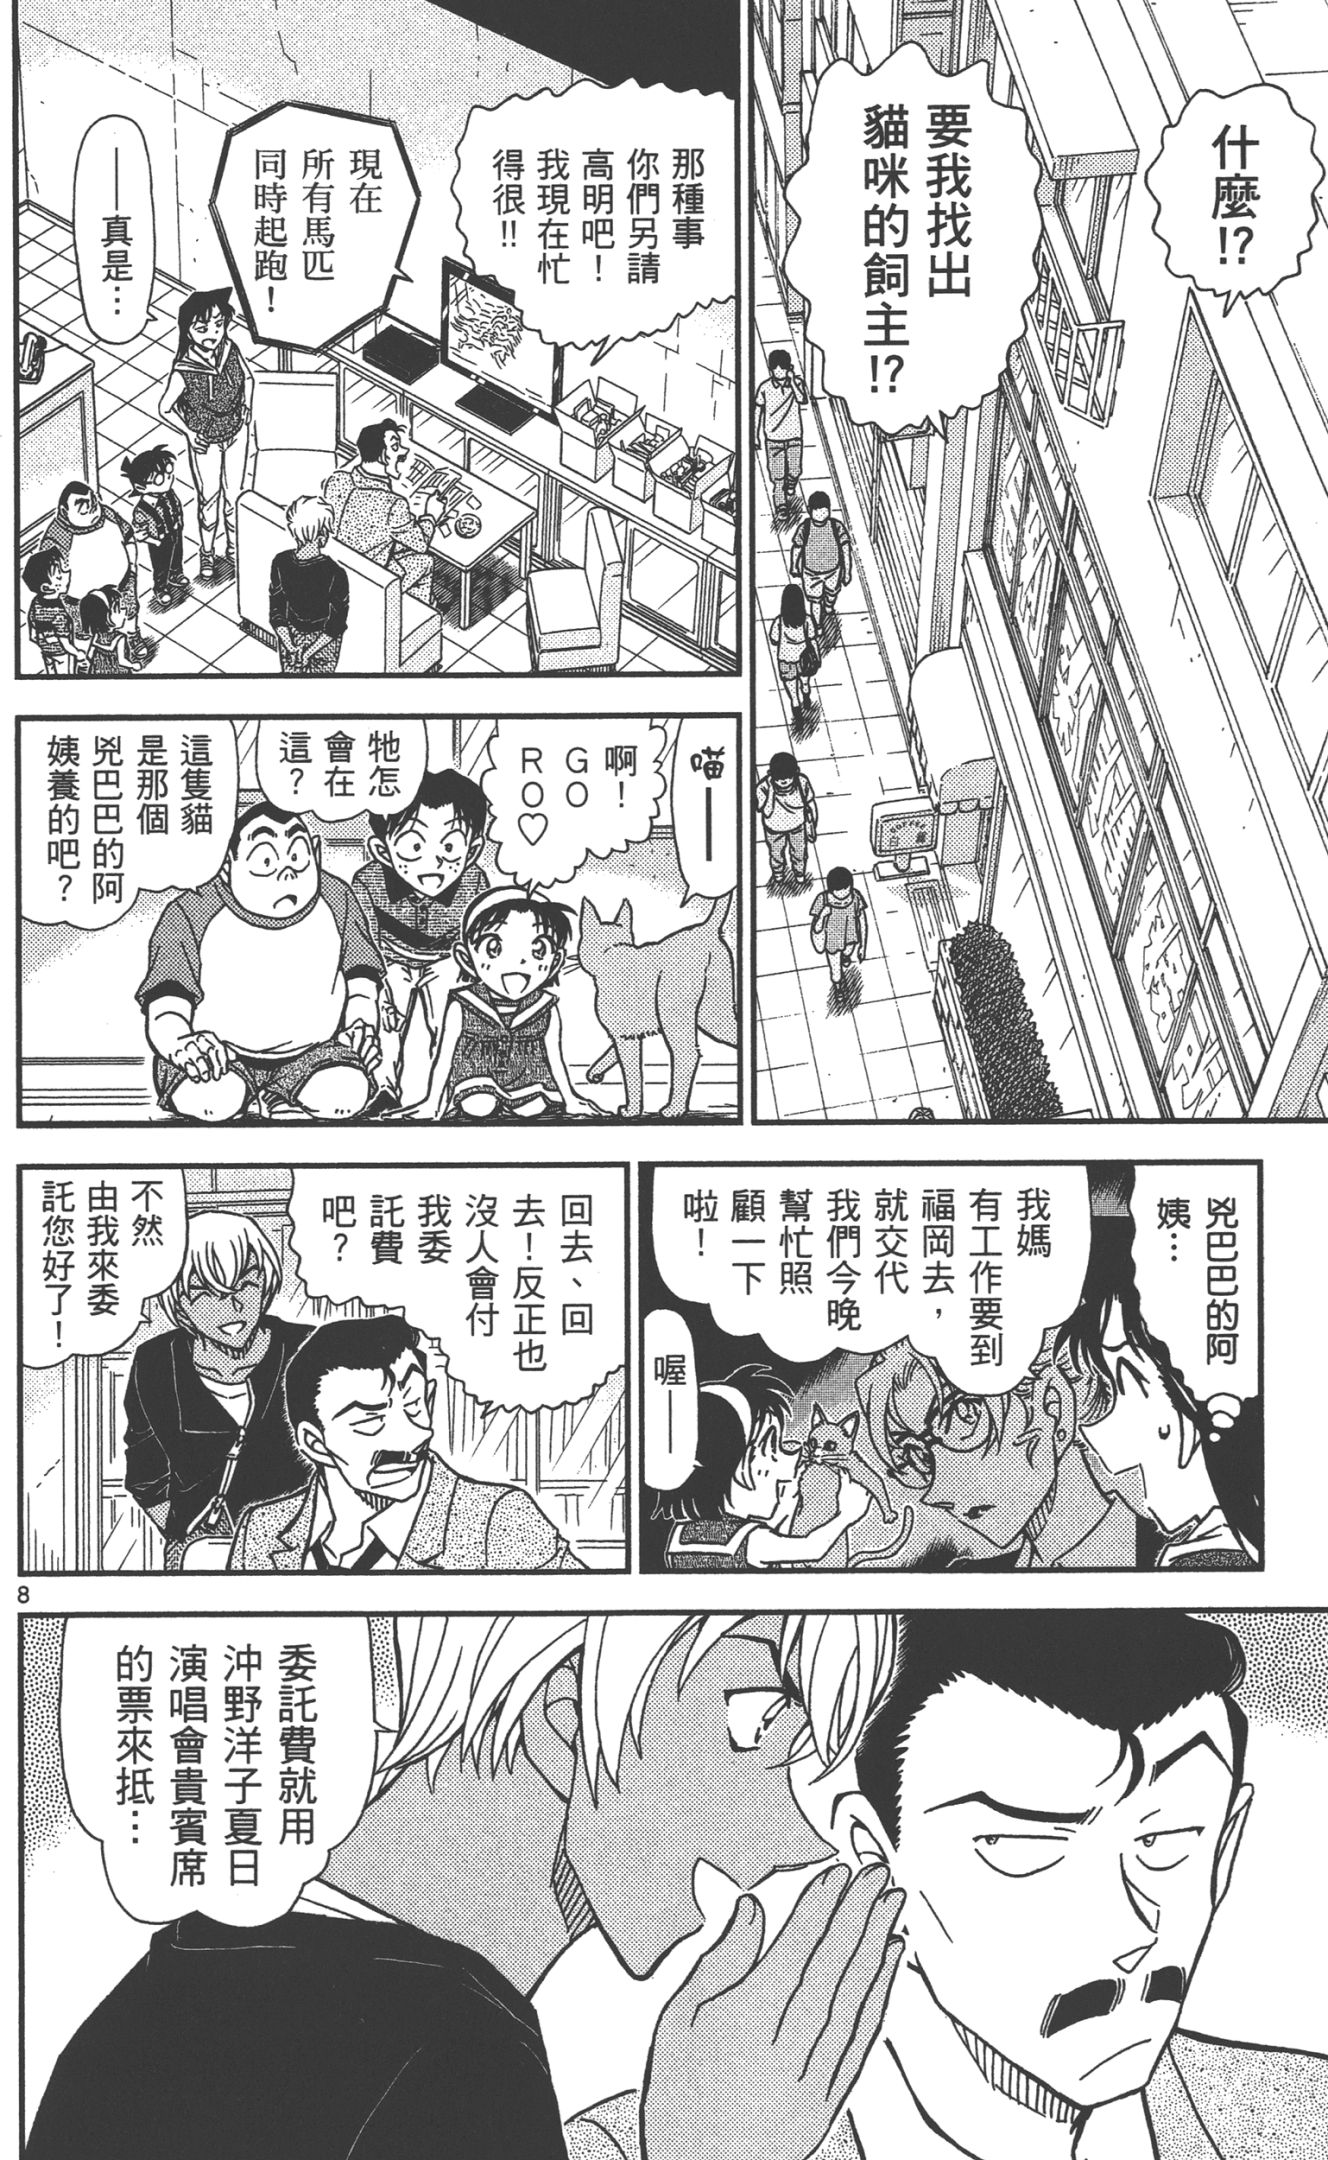 什麼!?
要我找出
貓咪的飼主!?
那種事
你們另請
高明吧！
我現在忙
得很!!
現在
所有馬匹
同時起跑！
——真是…
喵——
啊！
GO
RO♡
牠怎
會在
這？
這隻貓
是那個
兇巴巴的阿
姨養的吧？
兇巴巴的阿
姨…
我媽
有工作要到
福岡去，
就交代
我們今晚
幫忙照
顧一下
啦！
喔——
回去、回
去！反正也
沒人會付
我委
託費
吧？
不然
由我來委
託您好了！
8
委託費就用
沖野洋子夏日
演唱會貴賓席
的票來抵…